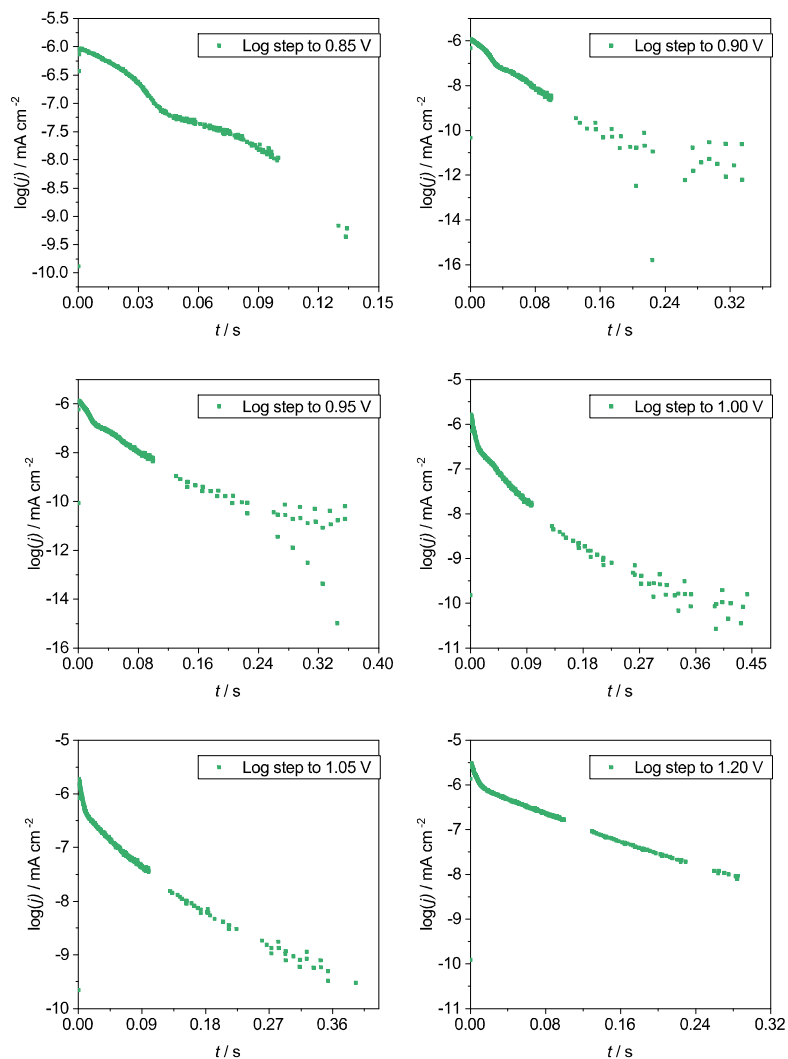 Log step to 0.85 V
log(j) / mA cm⁻²
-5.5
-6.0
-6.5
-7.0
-7.5
-8.0
-8.5
-9.0
-9.5
-10.0
0.00 0.03 0.06 0.09 0.12 0.15
t / s
Log step to 0.90 V
log(j) / mA cm⁻²
-6
-8
-10
-12
-14
-16
0.00 0.08 0.16 0.24 0.32
t / s
Log step to 0.95 V
log(j) / mA cm⁻²
-6
-8
-10
-12
-14
-16
0.00 0.08 0.16 0.24 0.32 0.40
t / s
Log step to 1.00 V
log(j) / mA cm⁻²
-5
-6
-7
-8
-9
-10
-11
0.00 0.09 0.18 0.27 0.36 0.45
t / s
Log step to 1.05 V
log(j) / mA cm⁻²
-5
-6
-7
-8
-9
-10
0.00 0.09 0.18 0.27 0.36
t / s
Log step to 1.20 V
log(j) / mA cm⁻²
-5
-6
-7
-8
-9
-10
-11
0.00 0.08 0.16 0.24 0.32
t / s